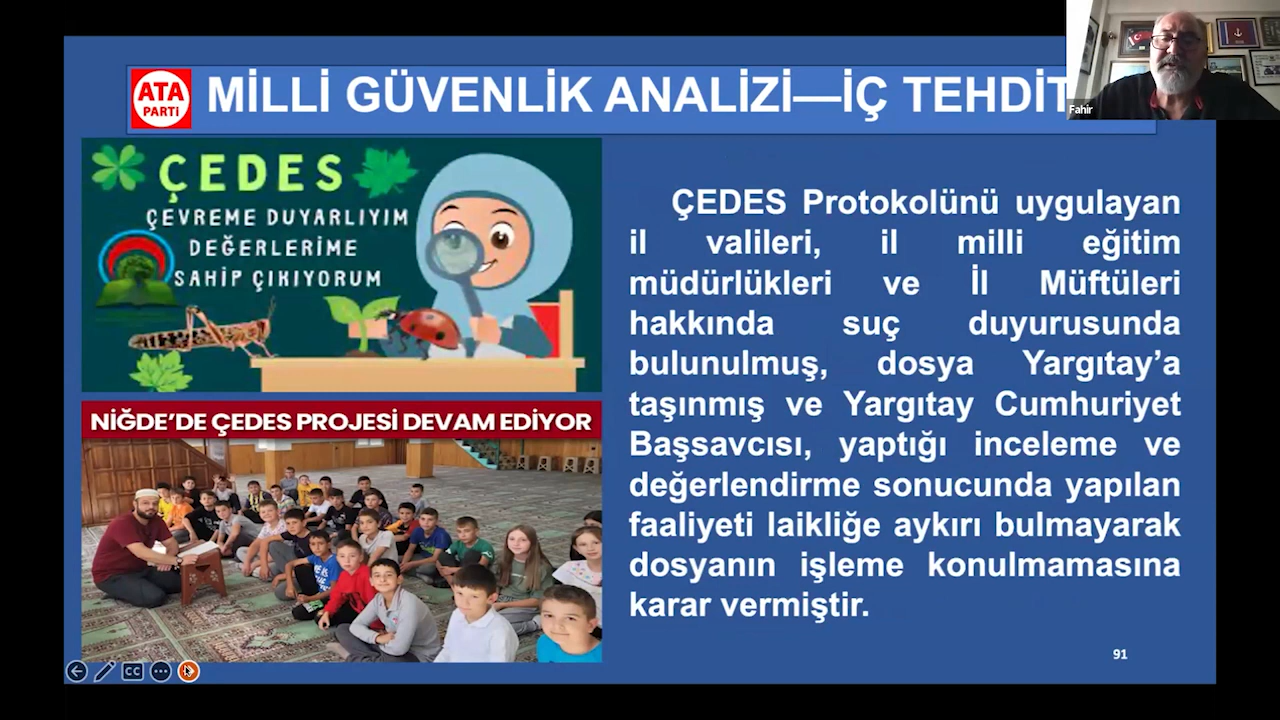 ATA
PARTİ
MİLLİ GÜVENLİK ANALİZİ—İÇ TEHDİT
Fahir
ÇEDES
ÇEVREME DUYARLIYIM
DEĞERLERİME
SAHİP ÇIKIYORUM
NİĞDE’DE ÇEDES PROJESİ DEVAM EDİYOR
ÇEDES Protokolünü uygulayan
il valileri, il milli eğitim
müdürlükleri ve İl Müftüleri
hakkında suç duyurusunda
bulunulmuş, dosya Yargıtay’a
taşınmış ve Yargıtay Cumhuriyet
Başsavcısı, yaptığı inceleme ve
değerlendirme sonucunda yapılan
faaliyeti laikliğe aykırı bulmayarak
dosyanın işleme konulmamasına
karar vermiştir.
91
CC